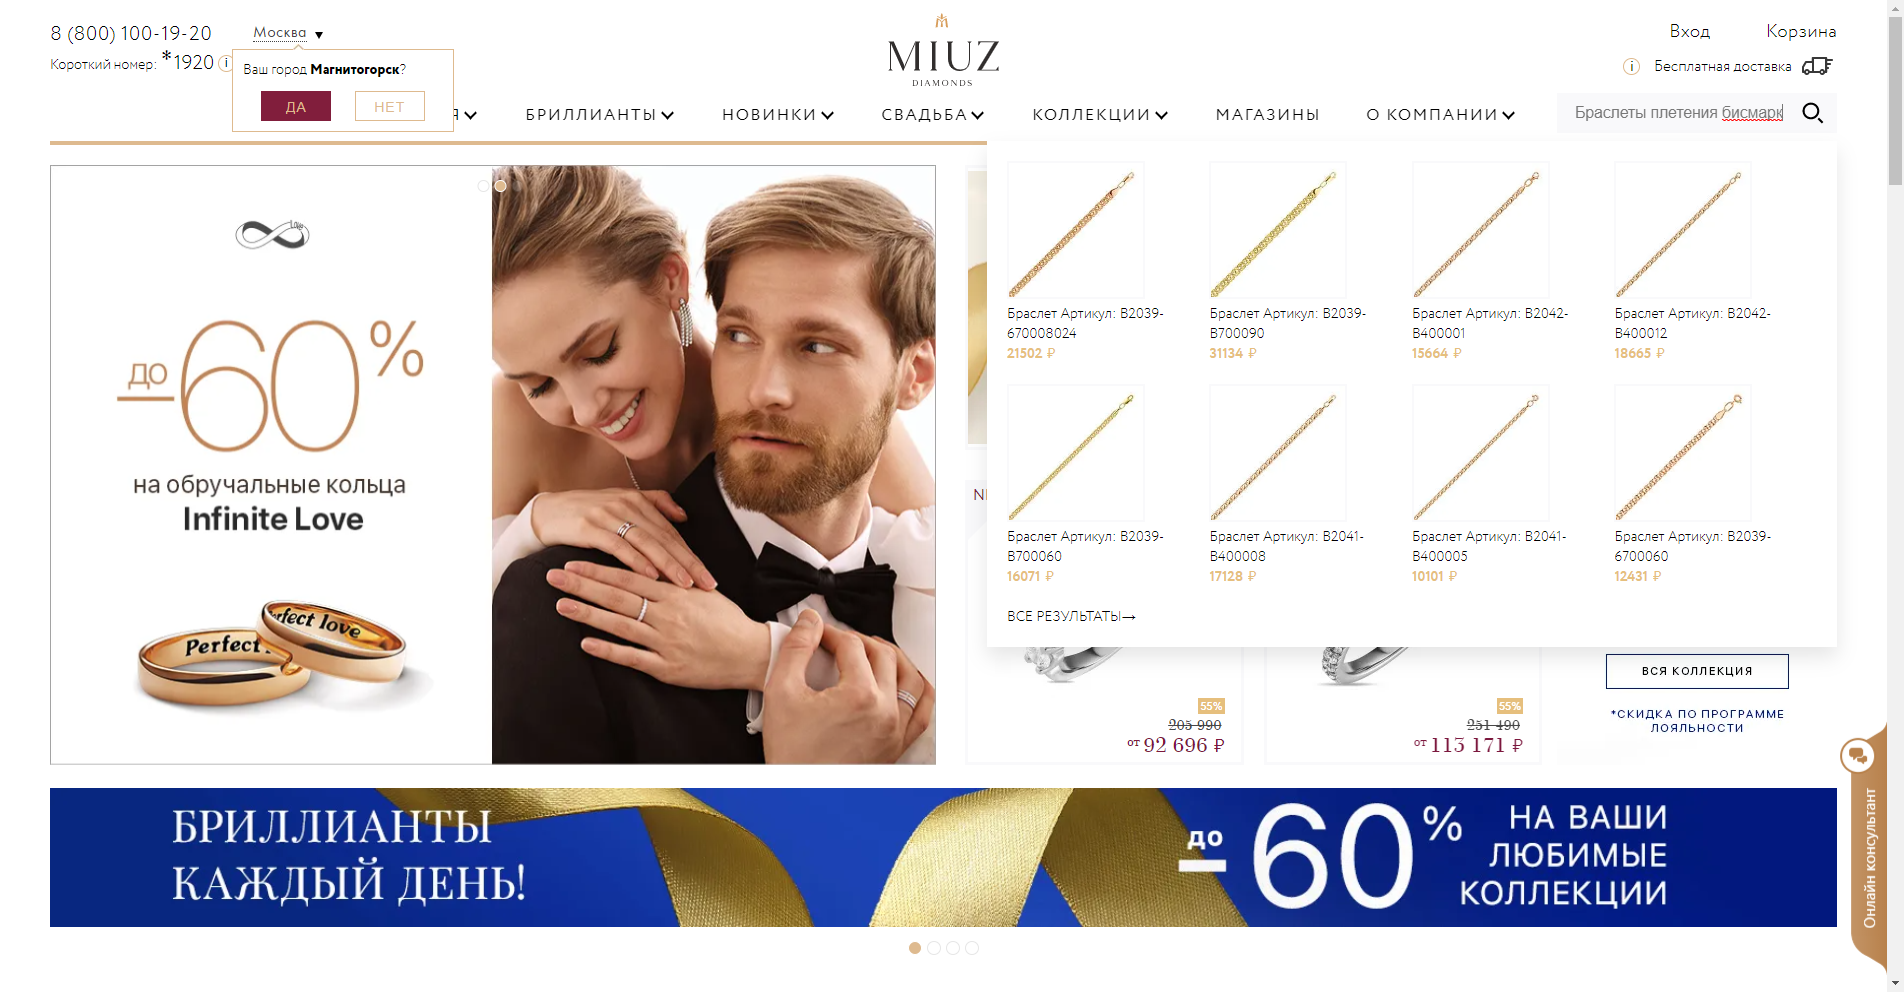 8 (800) 100-19-20
Москва
Короткий номер: *1920
Ваш город Магнитогорск?
ДА
НЕТ
MIUZ
DIAMONDS
Вход
Корзина
Бесплатная доставка
БРИЛЛИАНТЫ
НОВИНКИ
СВАДЬБА
КОЛЛЕКЦИИ
МАГАЗИНЫ
О КОМПАНИИ
Браслеты плетения бисмарк
Love
до
-60%
на обручальные кольца
Infinite Love
Perfect
rfect love
Браслет Артикул: B2039-
670008024
21502 ₽
Браслет Артикул: B2039-
B700090
31134 ₽
Браслет Артикул: B2042-
B400001
15664 ₽
Браслет Артикул: B2042-
B400012
18665 ₽
Браслет Артикул: B2039-
B700060
16071 ₽
Браслет Артикул: B2041-
B400008
17128 ₽
Браслет Артикул: B2041-
B400005
10101 ₽
Браслет Артикул: B2039-
6700060
12431 ₽
ВСЕ РЕЗУЛЬТАТЫ→
55%
205 990
от 92 696 ₽
55%
251 490
от 113 171 ₽
ВСЯ КОЛЛЕКЦИЯ
*СКИДКА ПО ПРОГРАММЕ
ЛОЯЛЬНОСТИ
Онлайн консультант
БРИЛЛИАНТЫ
КАЖДЫЙ ДЕНЬ!
до
-60%
НА ВАШИ
ЛЮБИМЫЕ
КОЛЛЕКЦИИ